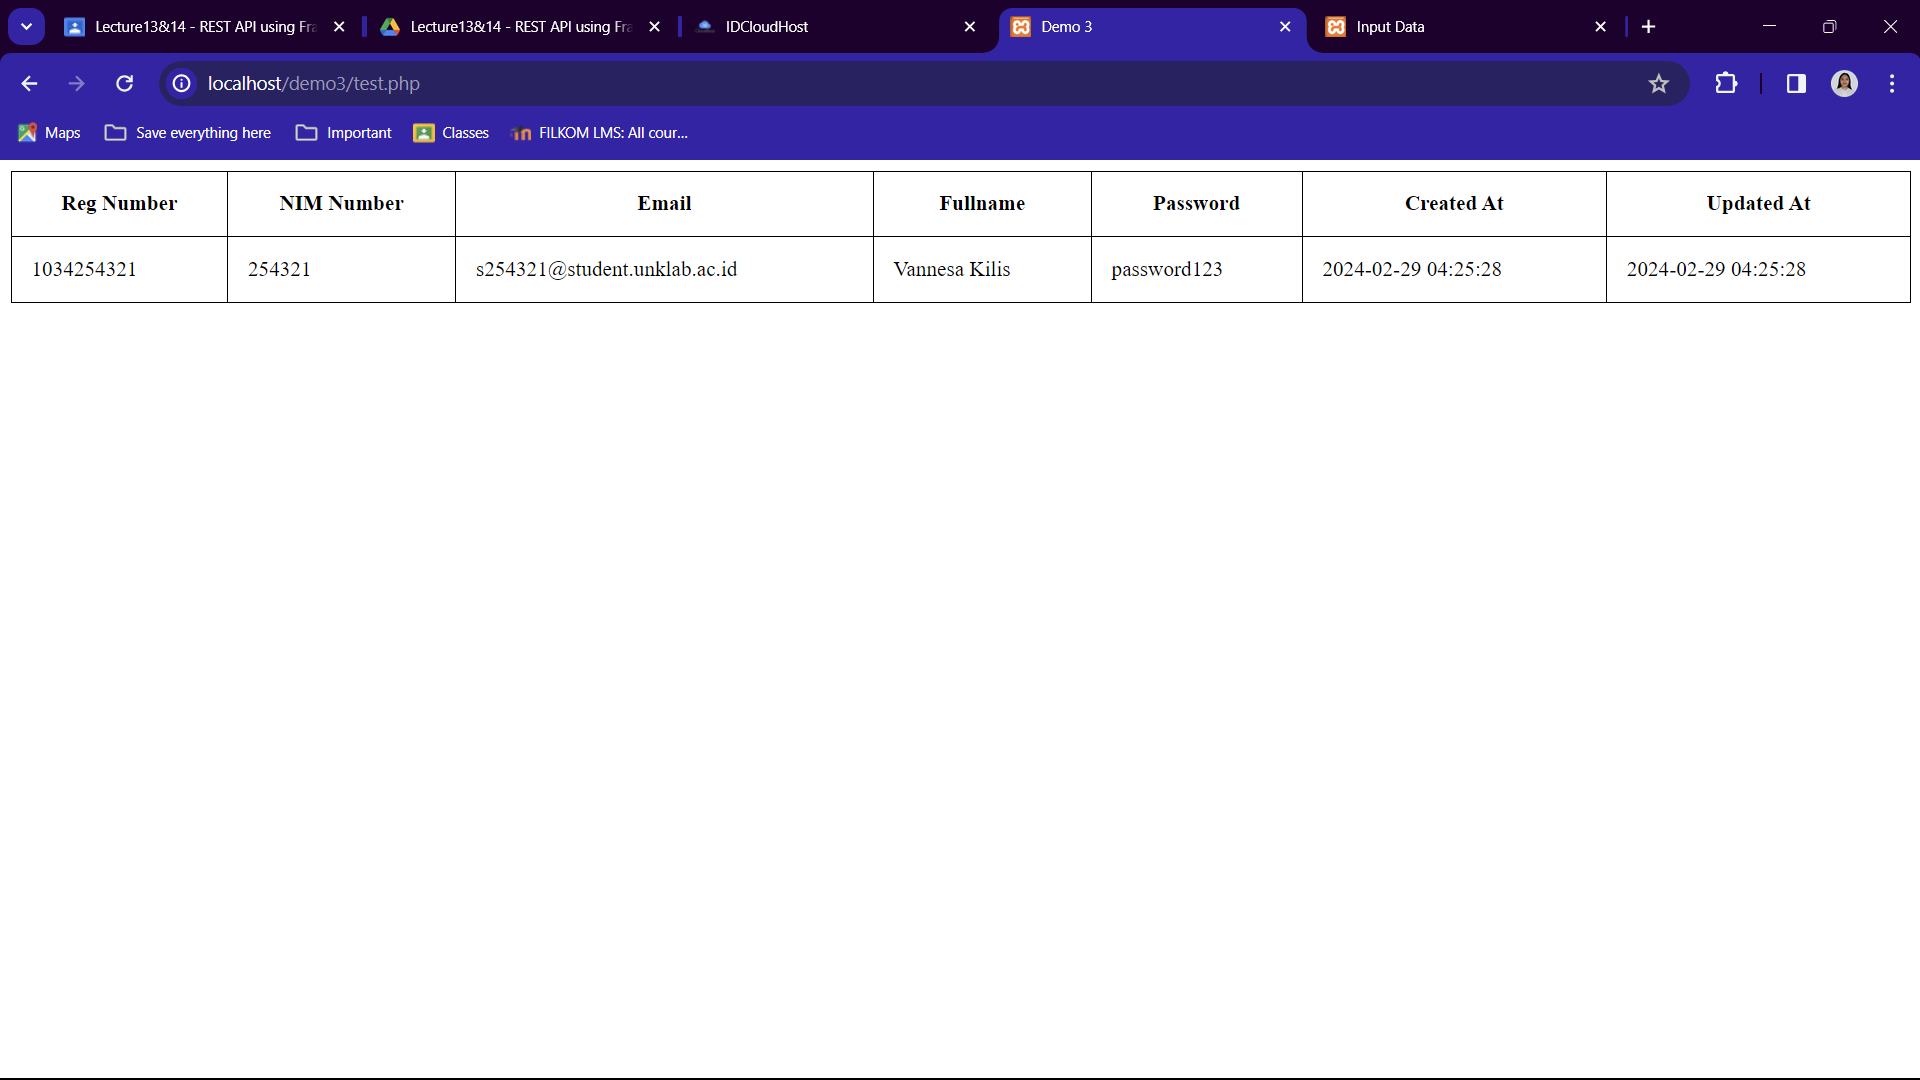 Lecture13&14 - REST API using Fra
Lecture13&14 - REST API using Fra
IDCloudHost
Demo 3
Input Data
localhost/demo3/test.php
Maps
Save everything here
Important
Classes
FILKOM LMS: All cour...
Reg Number NIM Number Email Fullname Password Created At Updated At
1034254321 254321 s254321@student.unklab.ac.id Vannesa Kilis password123 2024-02-29 04:25:28 2024-02-29 04:25:28